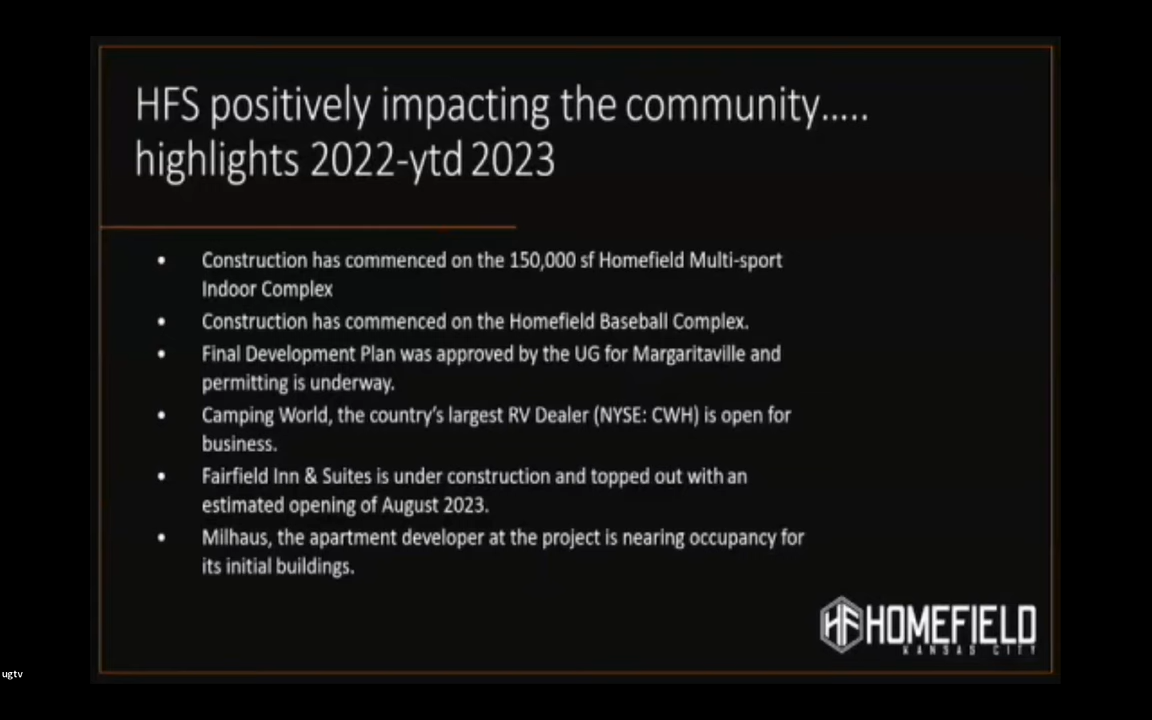 HFS positively impacting the community.....
highlights 2022-ytd 2023
• Construction has commenced on the 150,000 sf Homefield Multi-sport
Indoor Complex
• Construction has commenced on the Homefield Baseball Complex.
• Final Development Plan was approved by the UG for Margaritaville and
permitting is underway.
• Camping World, the country's largest RV Dealer (NYSE: CWH) is open for
business.
• Fairfield Inn & Suites is under construction and topped out with an
estimated opening of August 2023.
• Milhaus, the apartment developer at the project is nearing occupancy for
its initial buildings.
HF HOMEFIELD
KANSAS CITY
ugtv